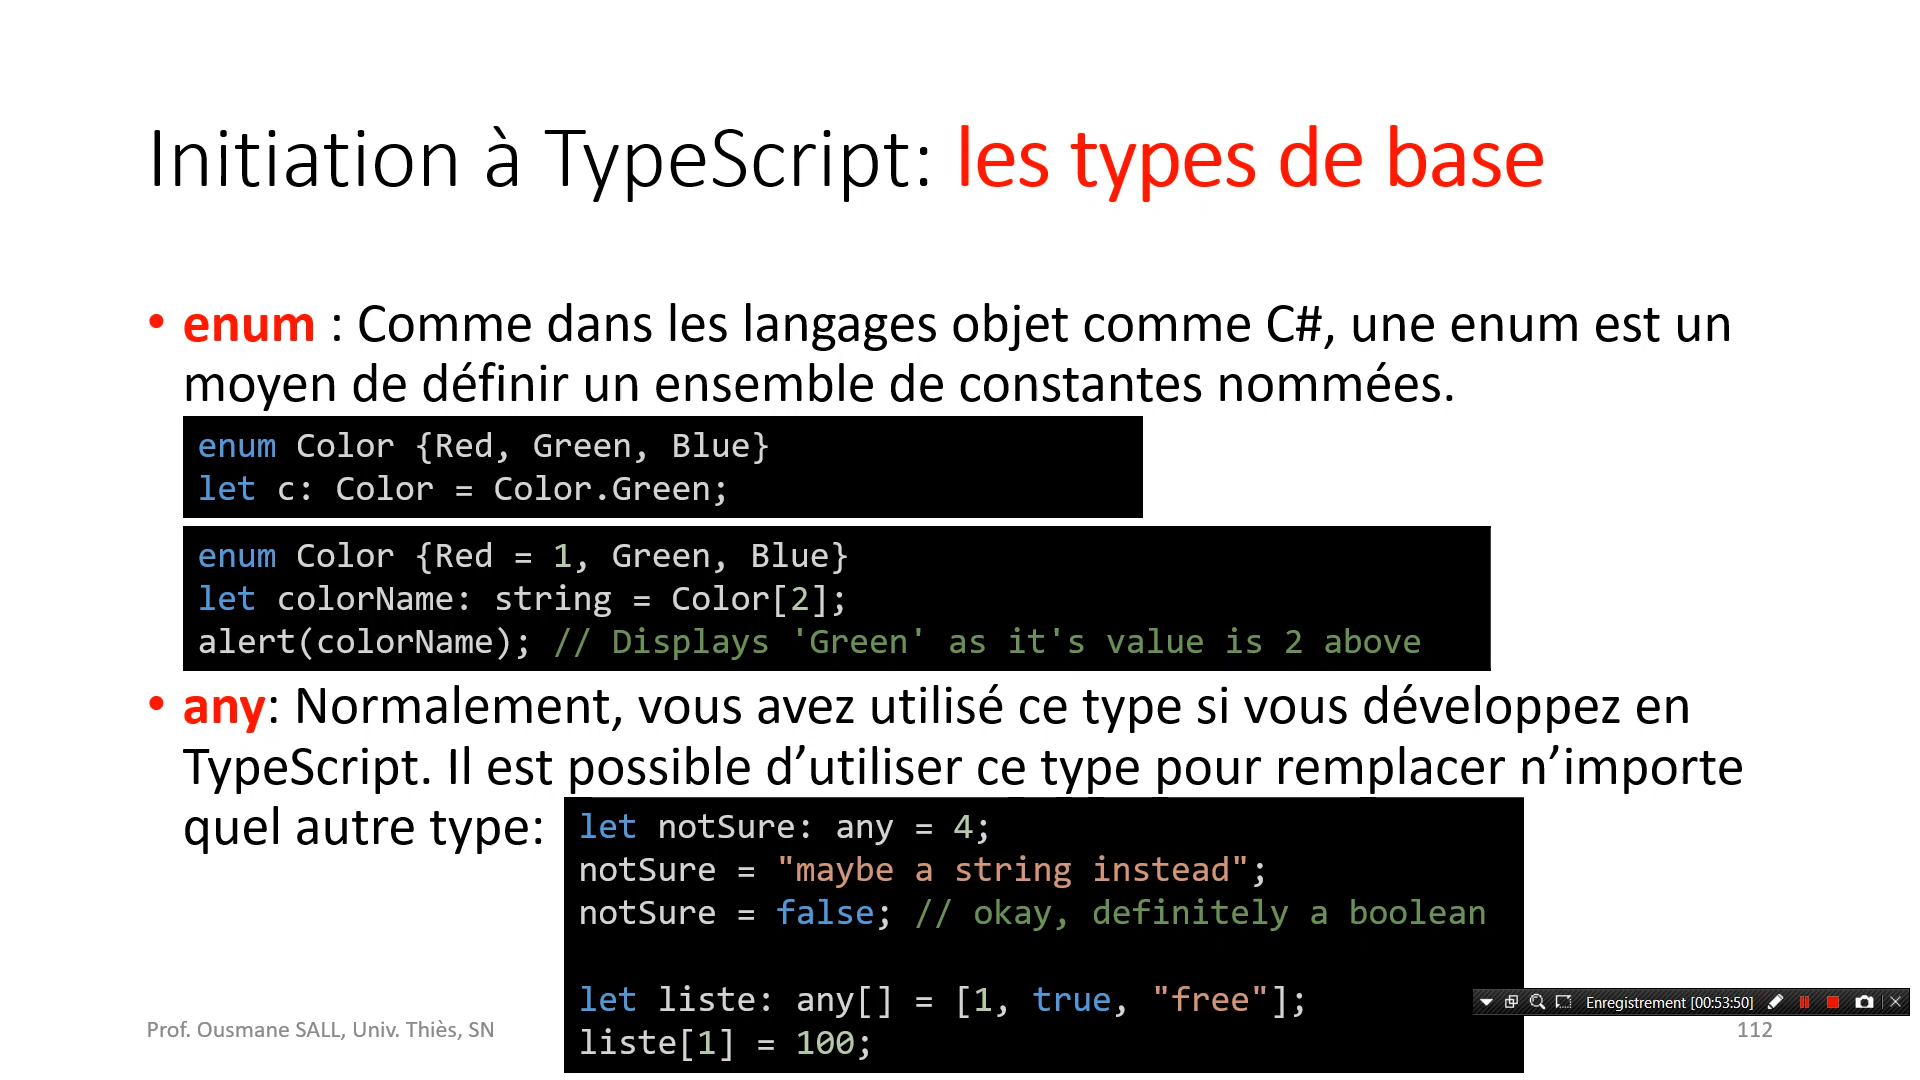 Initiation à TypeScript: les types de base
• enum : Comme dans les langages objet comme C#, une enum est un
moyen de définir un ensemble de constantes nommées.
enum Color {Red, Green, Blue}
let c: Color = Color.Green;
enum Color {Red = 1, Green, Blue}
let colorName: string = Color[2];
alert(colorName); // Displays 'Green' as it's value is 2 above
• any: Normalement, vous avez utilisé ce type si vous développez en
TypeScript. Il est possible d’utiliser ce type pour remplacer n’importe
quel autre type:
let notSure: any = 4;
notSure = "maybe a string instead";
notSure = false; // okay, definitely a boolean
let liste: any[] = [1, true, "free"];
liste[1] = 100;
Enregistrement [00:53:50]
Prof. Ousmane SALL, Univ. Thiès, SN
112